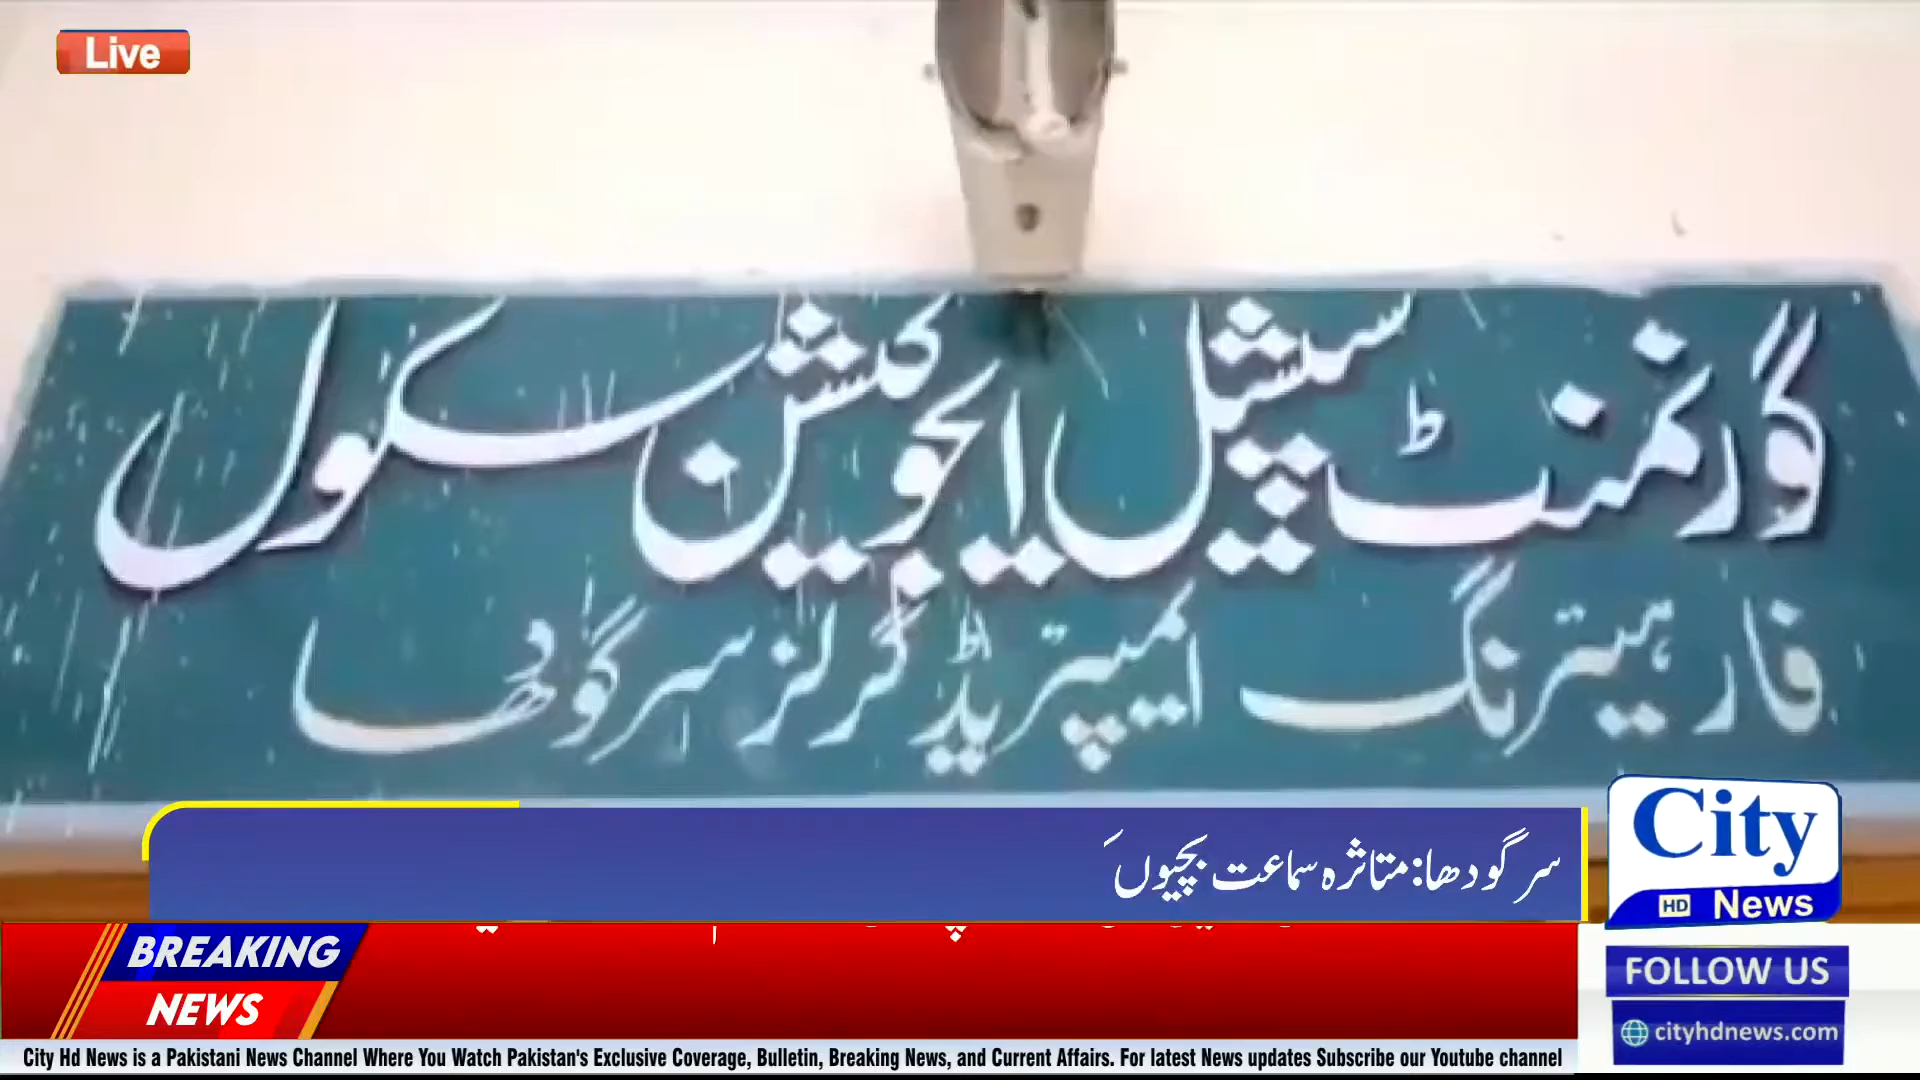 Live
گورنمنٹ سپیشل ایجوکیشن سکول
فار ہیئرنگ ایمپیئرڈ گرلز سرگودھا
سرگودھا: متاثرہ سماعت بچیوں
City
HD News
BREAKING
NEWS
FOLLOW US
cityhdnews.com
City Hd News is a Pakistani News Channel Where You Watch Pakistan's Exclusive Coverage, Bulletin, Breaking News, and Current Affairs. For latest News updates Subscribe our Youtube channel